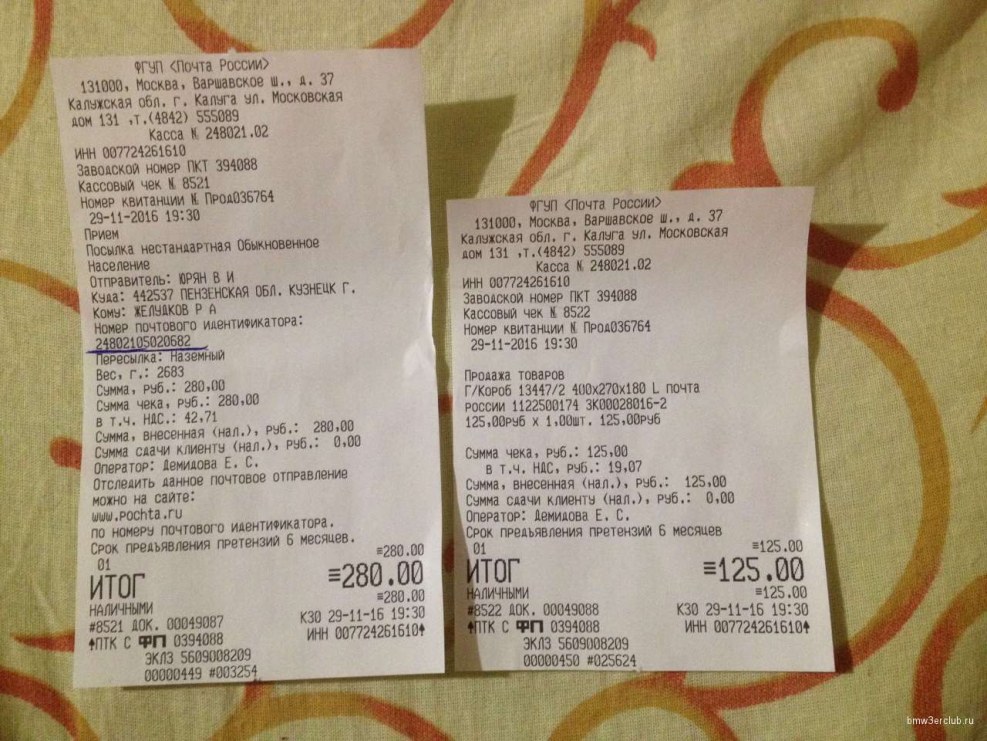 ФГУП <Почта России>
131000, Москва, Варшавское ш., д. 37
Калужская обл. г. Калуга ул. Московская
дом 131 ,т.(4842) 555089
Касса № 248021.02
ИНН 007724261610
Заводской номер ПКТ 394088
Кассовый чек № 8521
Номер квитанции № Прод036764
29-11-2016 19:30
Прием
Посылка нестандартная Обыкновенное
Население
Отправитель: ЮРЯН В И
Куда: 442537 ПЕНЗЕНСКАЯ ОБЛ. КУЗНЕЦК Г.
Кому: ЖЕЛУДКОВ Р А
Номер почтового идентификатора:
24802105020682
Пересылка: Наземный
Вес, г.: 2683
Сумма, руб.: 280,00
Сумма чека, руб.: 280,00
в т.ч. НДС.: 42,71
Сумма, внесенная (нал.), руб.: 280,00
Сумма сдачи клиенту (нал.), руб.: 0,00
Оператор: Демидова Е. С.
Отследить данное почтовое отправление
можно на сайте:
www.pochta.ru
по номеру почтового идентификатора.
Срок предъявления претензий 6 месяцев.
01 ≡280.00
ИТОГ ≡280.00
НАЛИЧНЫМИ ≡280.00
#8521 ДОК. 00049087 К30 29-11-16 19:30
ПТК С ФП 0394088 ИНН 007724261610
ЭКЛЗ 5609008209
00000449 #003254
ФГУП <Почта России>
131000, Москва, Варшавское ш., д. 37
Калужская обл. г. Калуга ул. Московская
дом 131 ,т.(4842) 555089
Касса № 248021.02
ИНН 007724261610
Заводской номер ПКТ 394088
Кассовый чек № 8522
Номер квитанции № Прод036764
29-11-2016 19:30
Продажа товаров
Г/Короб 13447/2 400х270х180 L почта
россии 1122500174 ЗК00028016-2
125,00руб х 1,00шт. 125,00руб
Сумма чека, руб.: 125,00
в т.ч. НДС, руб.: 19,07
Сумма, внесенная (нал.), руб.: 125,00
Сумма сдачи клиенту (нал.), руб.: 0,00
Оператор: Демидова Е. С.
Срок предъявления претензий 6 месяцев
01 ≡125.00
ИТОГ ≡125.00
НАЛИЧНЫМИ ≡125.00
#8522 ДОК. 00049088 К30 29-11-16 19:30
ПТК С ФП 0394088 ИНН 007724261610
ЭКЛЗ 5609008209
00000450 #025624
bmw3erclub.ru